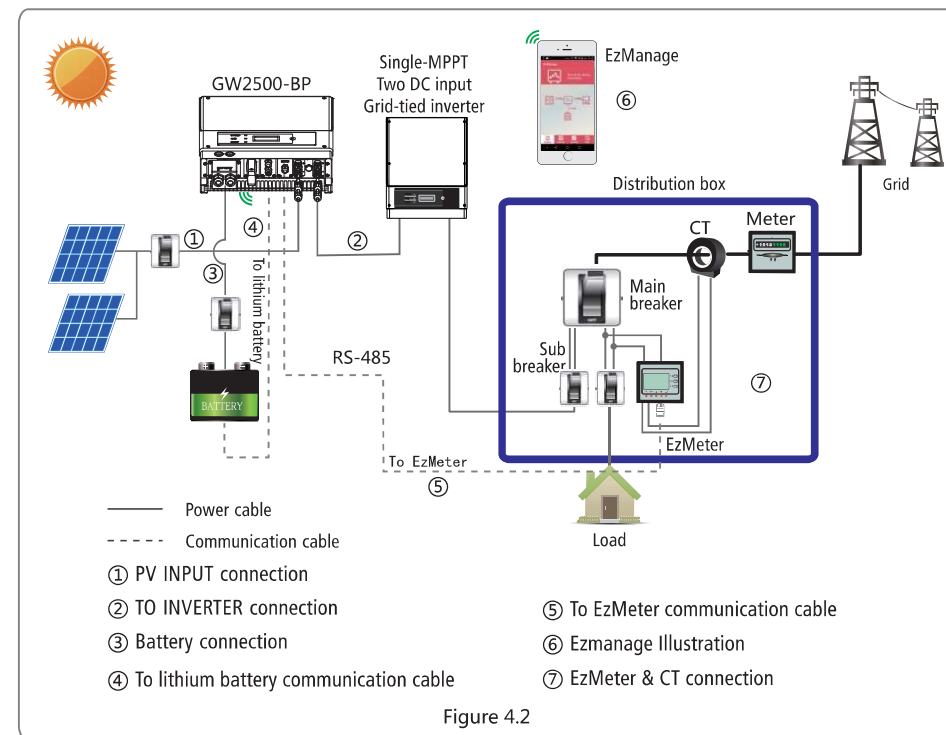 EzManage
⑥
Single-MPPT
Two DC input
Grid-tied inverter
GW2500-BP
Grid
Distribution box
CT
Meter
①
②
③
④
To lithium battery
Main
breaker
Sub
breaker
RS-485
BATTERY
⑦
EzMeter
To EzMeter
⑤
Load
Power cable
Communication cable
① PV INPUT connection
② TO INVERTER connection
③ Battery connection
④ To lithium battery communication cable
⑤ To EzMeter communication cable
⑥ Ezmanage Illustration
⑦ EzMeter & CT connection
Figure 4.2